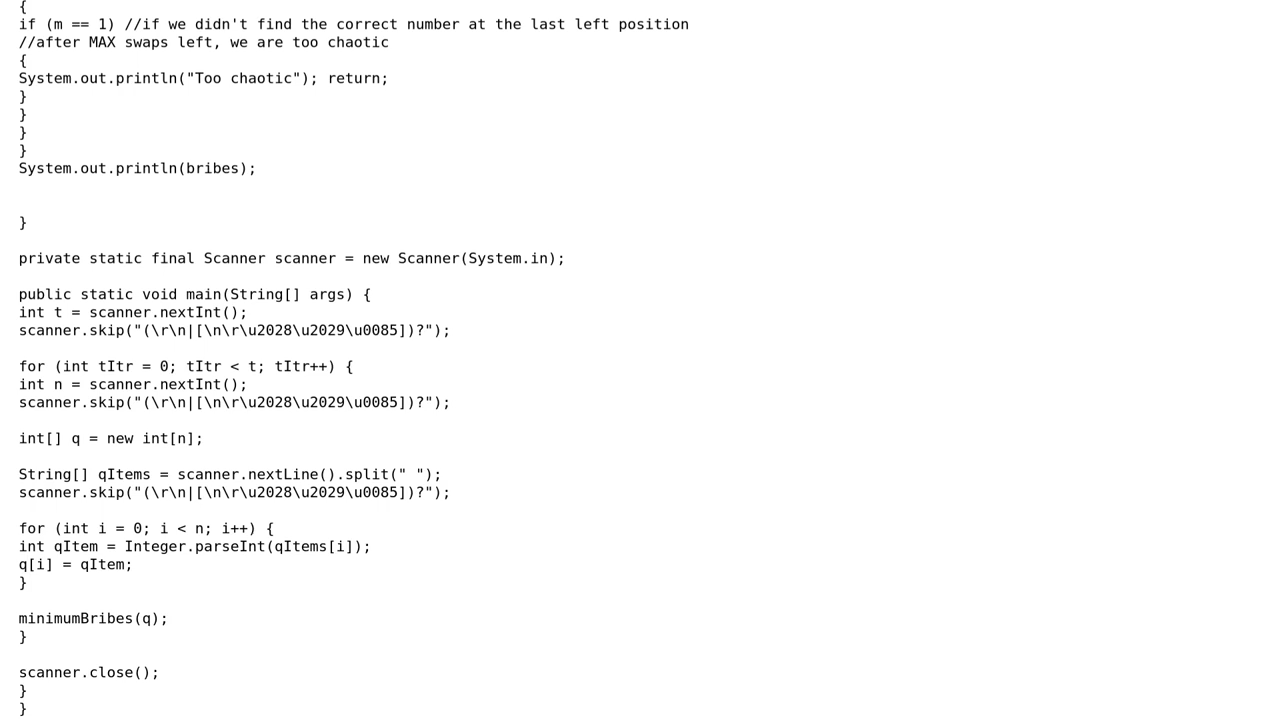 {
if (m == 1) //if we didn't find the correct number at the last left position
//after MAX swaps left, we are too chaotic
{
System.out.println("Too chaotic"); return;
}
}
}
}
System.out.println(bribes);
}
private static final Scanner scanner = new Scanner(System.in);
public static void main(String[] args) {
int t = scanner.nextInt();
scanner.skip("(\r\n|[\n\r\u2028\u2029\u0085])?");
for (int tItr = 0; tItr < t; tItr++) {
int n = scanner.nextInt();
scanner.skip("(\r\n|[\n\r\u2028\u2029\u0085])?");
int[] q = new int[n];
String[] qItems = scanner.nextLine().split(" ");
scanner.skip("(\r\n|[\n\r\u2028\u2029\u0085])?");
for (int i = 0; i < n; i++) {
int qItem = Integer.parseInt(qItems[i]);
q[i] = qItem;
}
minimumBribes(q);
}
scanner.close();
}
}